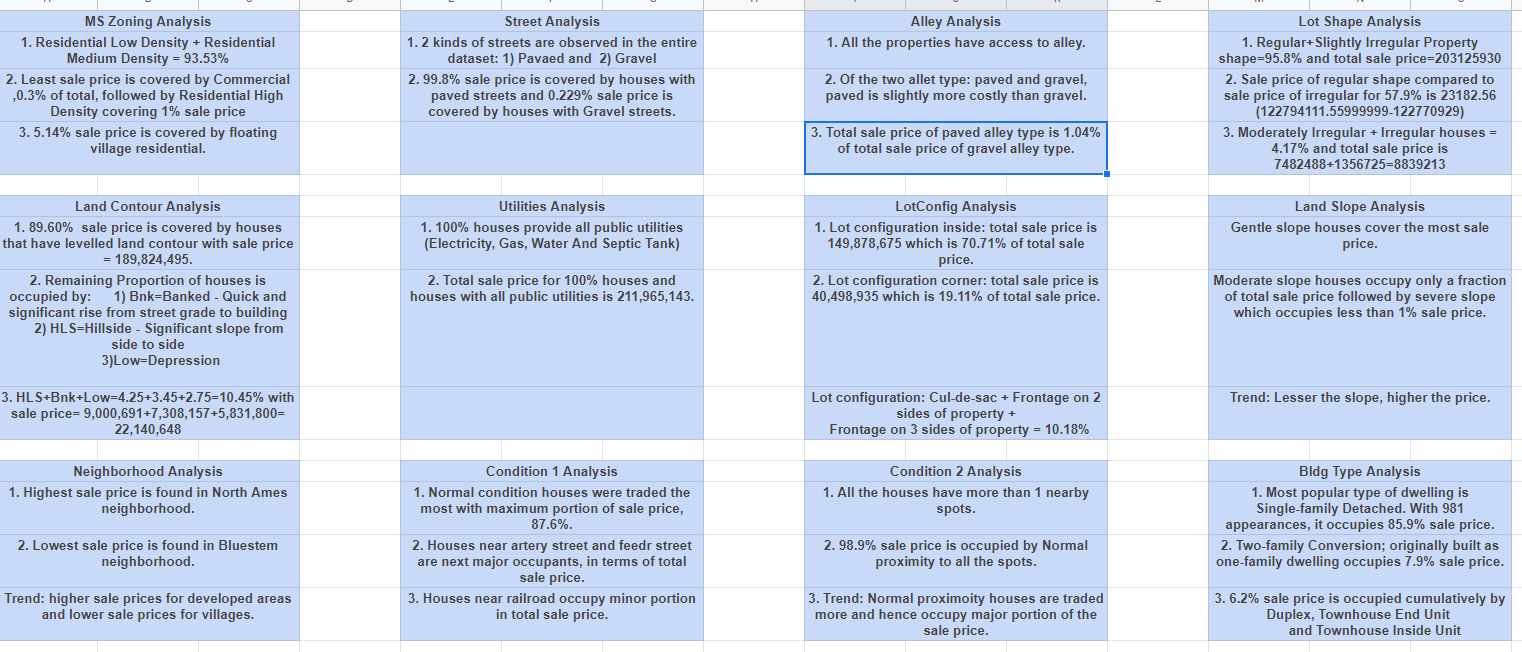 MS Zoning Analysis
1. Residential Low Density + Residential
Medium Density = 93.53%
2. Least sale price is covered by Commercial
,0.3% of total, followed by Residential High
Density covering 1% sale price
3. 5.14% sale price is covered by floating
village residential.
Street Analysis
1. 2 kinds of streets are observed in the entire
dataset: 1) Pavaed and 2) Gravel
2. 99.8% sale price is covered by houses with
paved streets and 0.229% sale price is
covered by houses with Gravel streets.
Alley Analysis
1. All the properties have access to alley.
2. Of the two allet type: paved and gravel,
paved is slightly more costly than gravel.
3. Total sale price of paved alley type is 1.04%
of total sale price of gravel alley type.
Lot Shape Analysis
1. Regular+Slightly Irregular Property
shape=95.8% and total sale price=203125930
2. Sale price of regular shape compared to
sale price of irregular for 57.9% is 23182.56
(122794111.55999999-122770929)
3. Moderately Irregular + Irregular houses =
4.17% and total sale price is
7482488+1356725=8839213
Land Contour Analysis
1. 89.60% sale price is covered by houses
that have levelled land contour with sale price
= 189,824,495.
2. Remaining Proportion of houses is
occupied by: 1) Bnk=Banked - Quick and
significant rise from street grade to building
2) HLS=Hillside - Significant slope from
side to side
3)Low=Depression
3. HLS+Bnk+Low=4.25+3.45+2.75=10.45% with
sale price= 9,000,691+7,308,157+5,831,800=
22,140,648
Utilities Analysis
1. 100% houses provide all public utilities
(Electricity, Gas, Water And Septic Tank)
2. Total sale price for 100% houses and
houses with all public utilities is 211,965,143.
LotConfig Analysis
1. Lot configuration inside: total sale price is
149,878,675 which is 70.71% of total sale
price.
2. Lot configuration corner: total sale price is
40,498,935 which is 19.11% of total sale price.
Lot configuration: Cul-de-sac + Frontage on 2
sides of property +
Frontage on 3 sides of property = 10.18%
Land Slope Analysis
Gentle slope houses cover the most sale
price.
Moderate slope houses occupy only a fraction
of total sale price followed by severe slope
which occupies less than 1% sale price.
Trend: Lesser the slope, higher the price.
Neighborhood Analysis
1. Highest sale price is found in North Ames
neighborhood.
2. Lowest sale price is found in Bluestem
neighborhood.
Trend: higher sale prices for developed areas
and lower sale prices for villages.
Condition 1 Analysis
1. Normal condition houses were traded the
most with maximum portion of sale price,
87.6%.
2. Houses near artery street and feedr street
are next major occupants, in terms of total
sale price.
3. Houses near railroad occupy minor portion
in total sale price.
Condition 2 Analysis
1. All the houses have more than 1 nearby
spots.
2. 98.9% sale price is occupied by Normal
proximity to all the spots.
3. Trend: Normal proximoity houses are traded
more and hence occupy major portion of the
sale price.
Bldg Type Analysis
1. Most popular type of dwelling is
Single-family Detached. With 981
appearances, it occupies 85.9% sale price.
2. Two-family Conversion; originally built as
one-family dwelling occupies 7.9% sale price.
3. 6.2% sale price is occupied cumulatively by
Duplex, Townhouse End Unit
and Townhouse Inside Unit